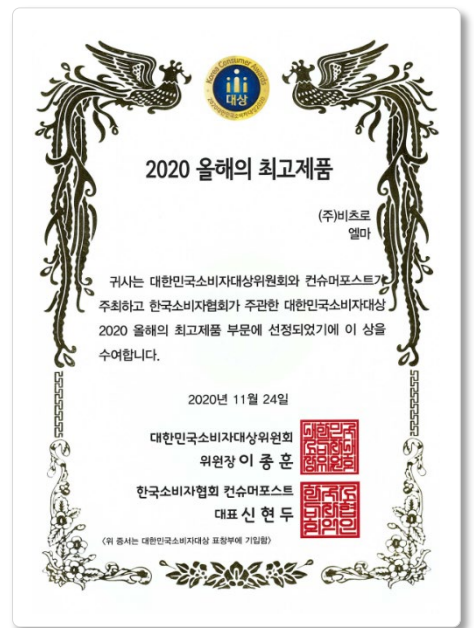 Korea Consumer Awards
대상
2020 올해의 최고제품
(주)비츠로
엘마
귀사는 대한민국소비자대상위원회와 컨슈머포스트가
주최하고 한국소비자협회가 주관한 대한민국소비자대상
2020 올해의 최고제품 부문에 선정되었기에 이 상을
수여합니다.
2020년 11월 24일
대한민국소비자대상위원회
위원장 이 종 훈
한국소비자협회 컨슈머포스트
대표 신 현 두
<위 증서는 대한민국소비자대상 표창부에 기입함>